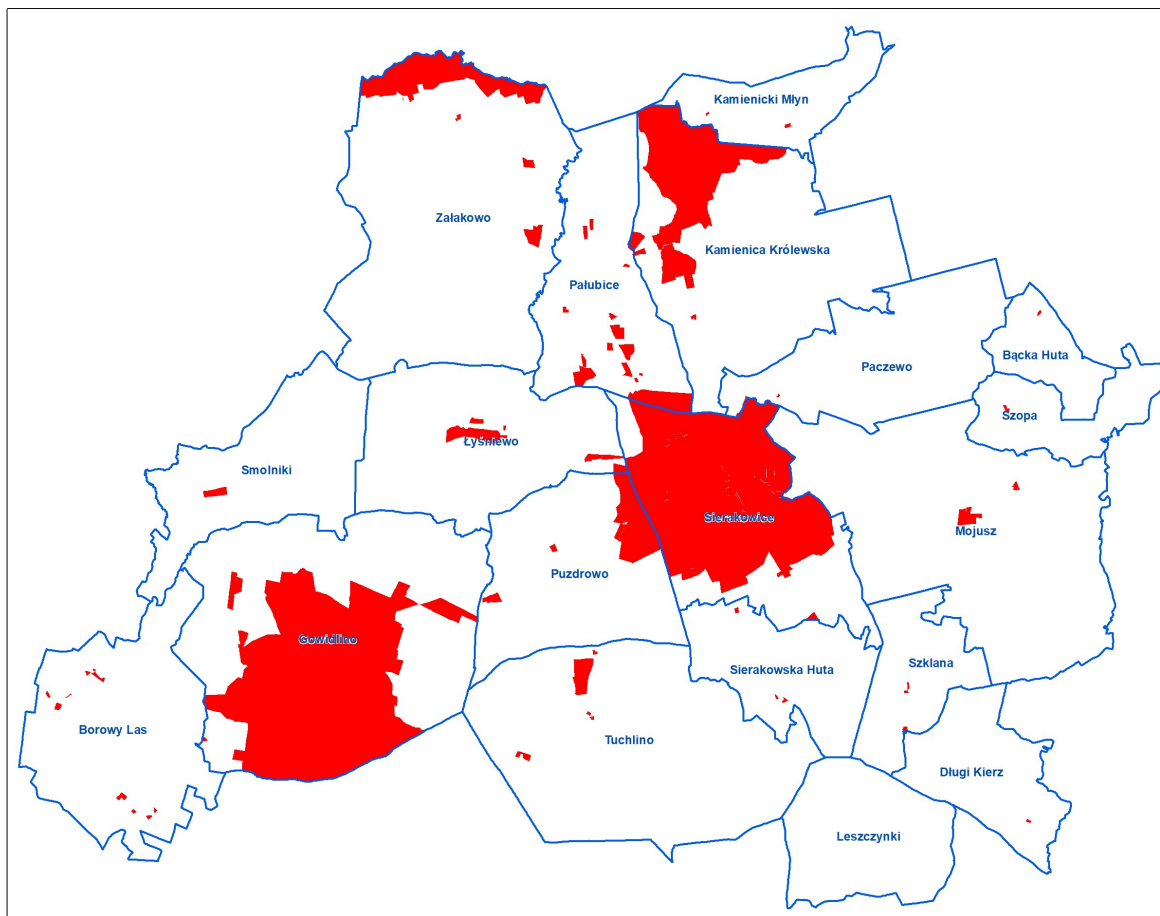 Kamienicki Młyn
Załakowo
Kamienica Królewska
Pałubice
Bącka Huta
Paczewo
Szopa
Łyśniewo
Smolniki
Sierakowice
Mojusz
Puzdrowo
Gowidlino
Szklana
Sierakowska Huta
Borowy Las
Tuchlino
Długi Kierz
Leszczynki